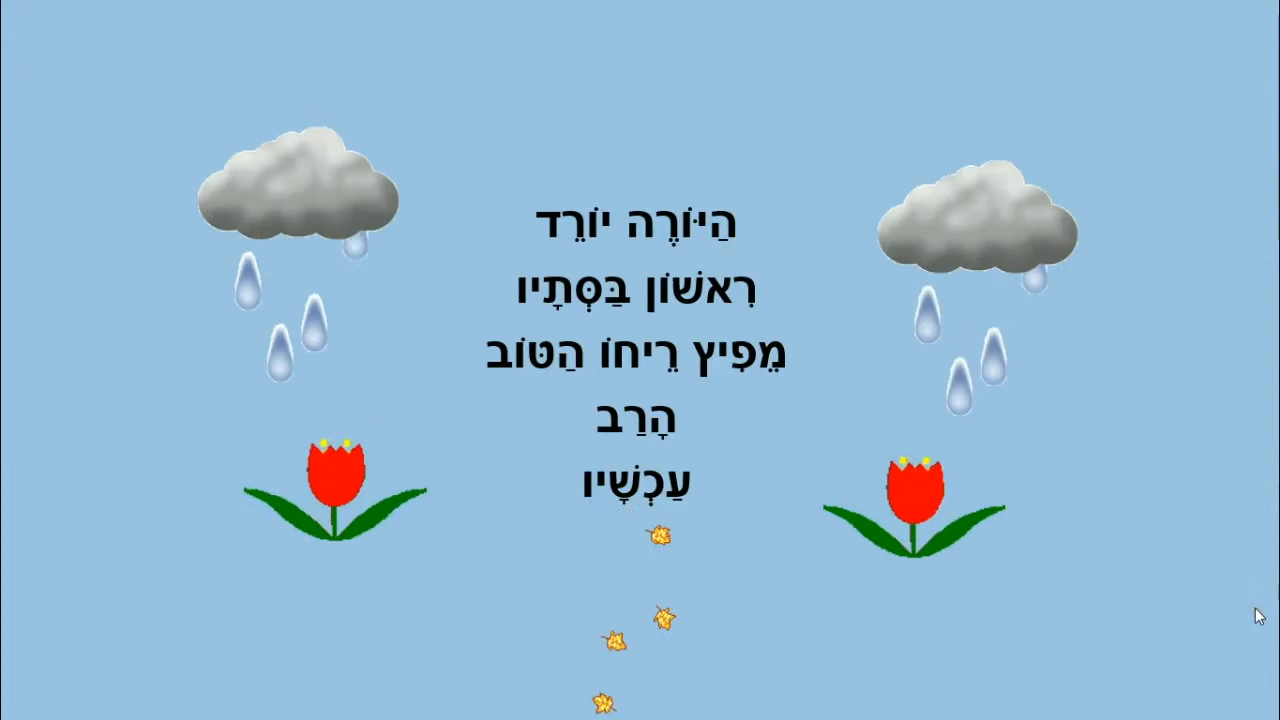 הַיּוֹרֶה יוֹרֵד
רִאשׁוֹן בַּסְּתָיו
מֵפִיץ רֵיחוֹ הַטּוֹב
הָרַב
עַכְשָׁיו